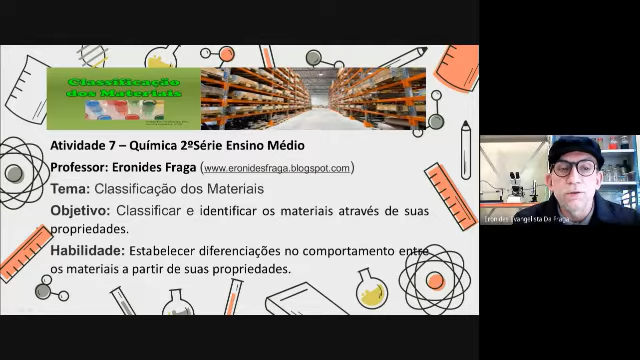 Classificação
dos Materiais
Atividade 7 – Química 2ºSérie Ensino Médio
Professor: Eronides Fraga (www.eronidesfraga.blogspot.com)
Tema: Classificação dos Materiais
Objetivo: Classificar e identificar os materiais através de suas
propriedades.
Habilidade: Estabelecer diferenciações no comportamento entre
os materiais a partir de suas propriedades.
Eronides Evangelista Da Fraga